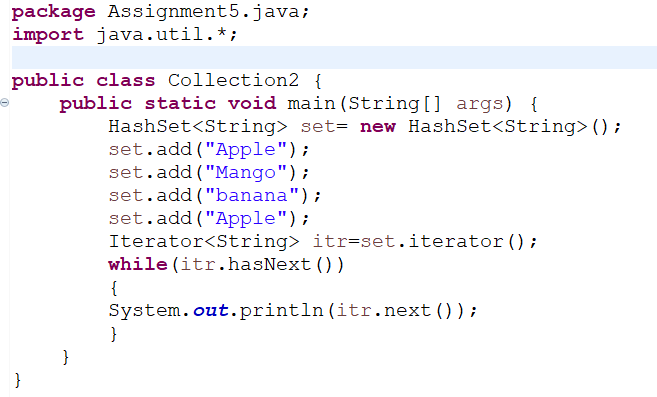 package Assignment5.java;
import java.util.*;
public class Collection2 {
public static void main(String[] args) {
HashSet<String> set= new HashSet<String>();
set.add("Apple");
set.add("Mango");
set.add("banana");
set.add("Apple");
Iterator<String> itr=set.iterator();
while(itr.hasNext())
{
System.out.println(itr.next());
}
}
}